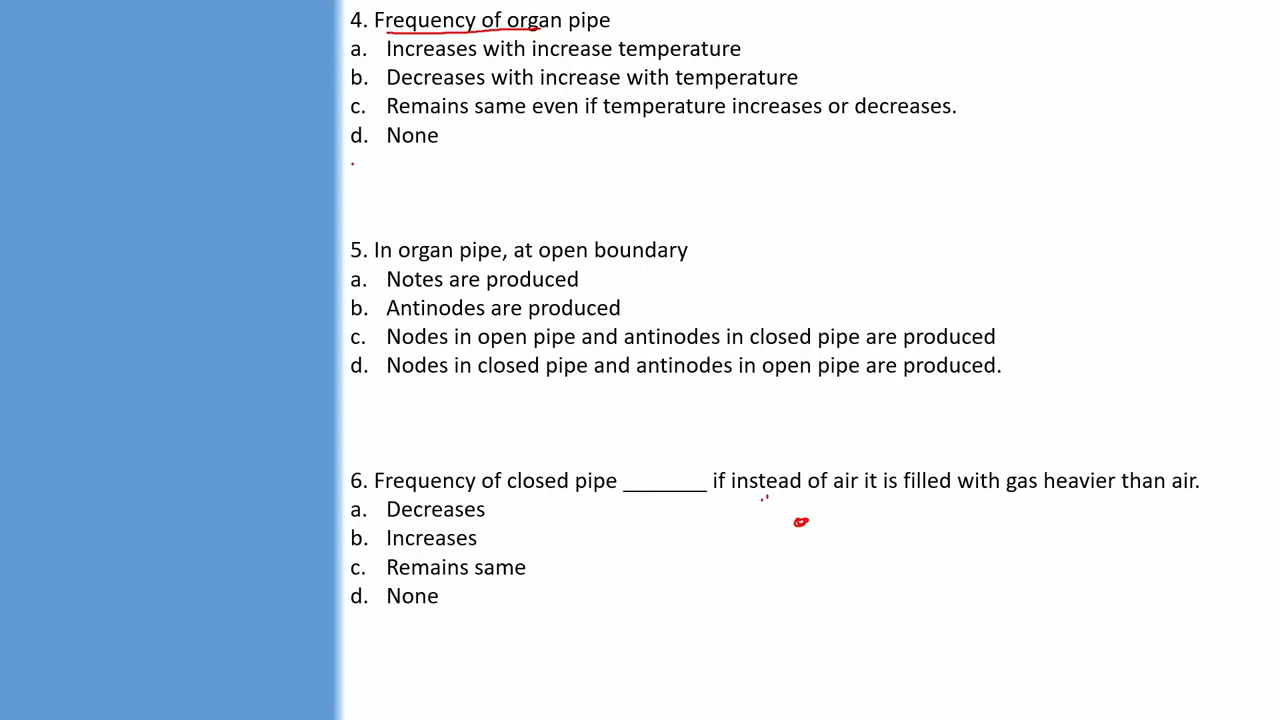 4. Frequency of organ pipe
a. Increases with increase temperature
b. Decreases with increase with temperature
c. Remains same even if temperature increases or decreases.
d. None
5. In organ pipe, at open boundary
a. Notes are produced
b. Antinodes are produced
c. Nodes in open pipe and antinodes in closed pipe are produced
d. Nodes in closed pipe and antinodes in open pipe are produced.
6. Frequency of closed pipe _______ if instead of air it is filled with gas heavier than air.
a. Decreases
b. Increases
c. Remains same
d. None